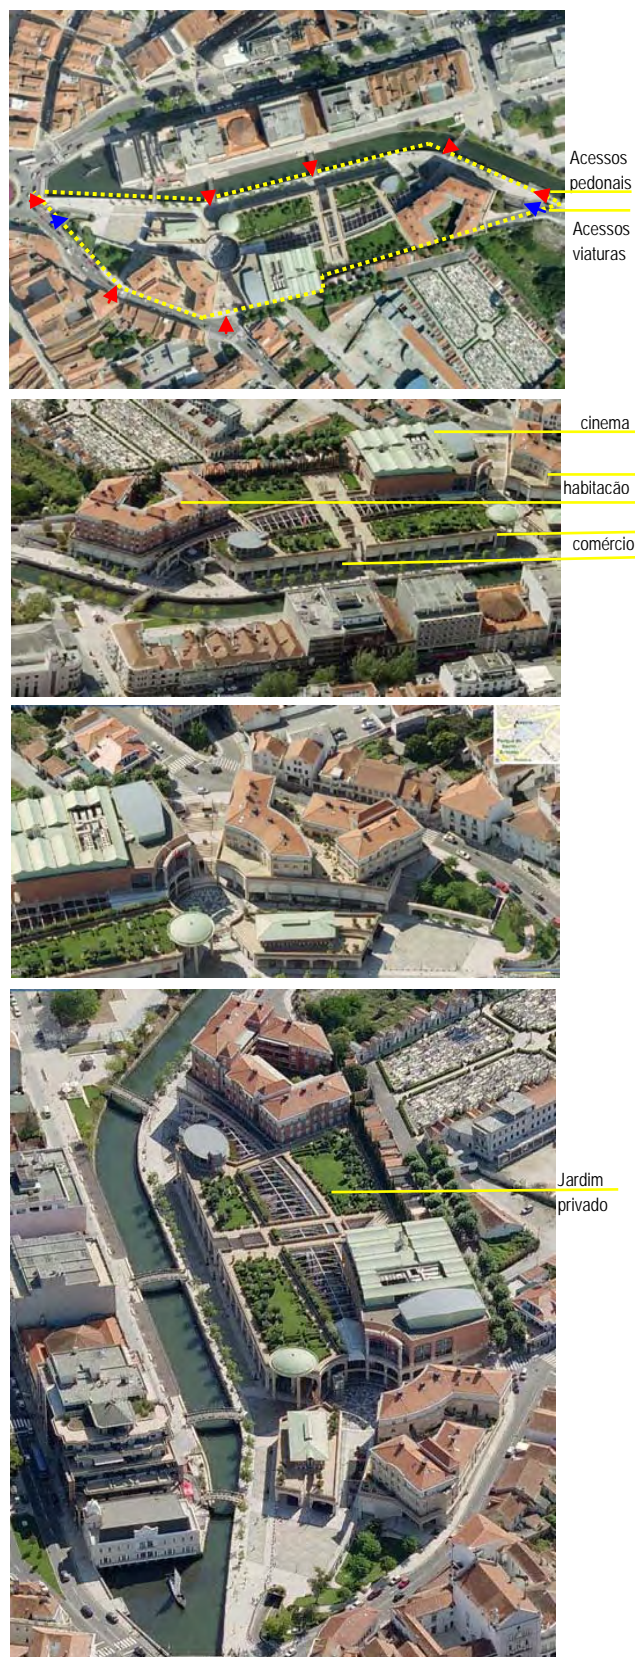 Acessos
pedonais
Acessos
viaturas
cinema
habitacão
comércio
Jardim
privado